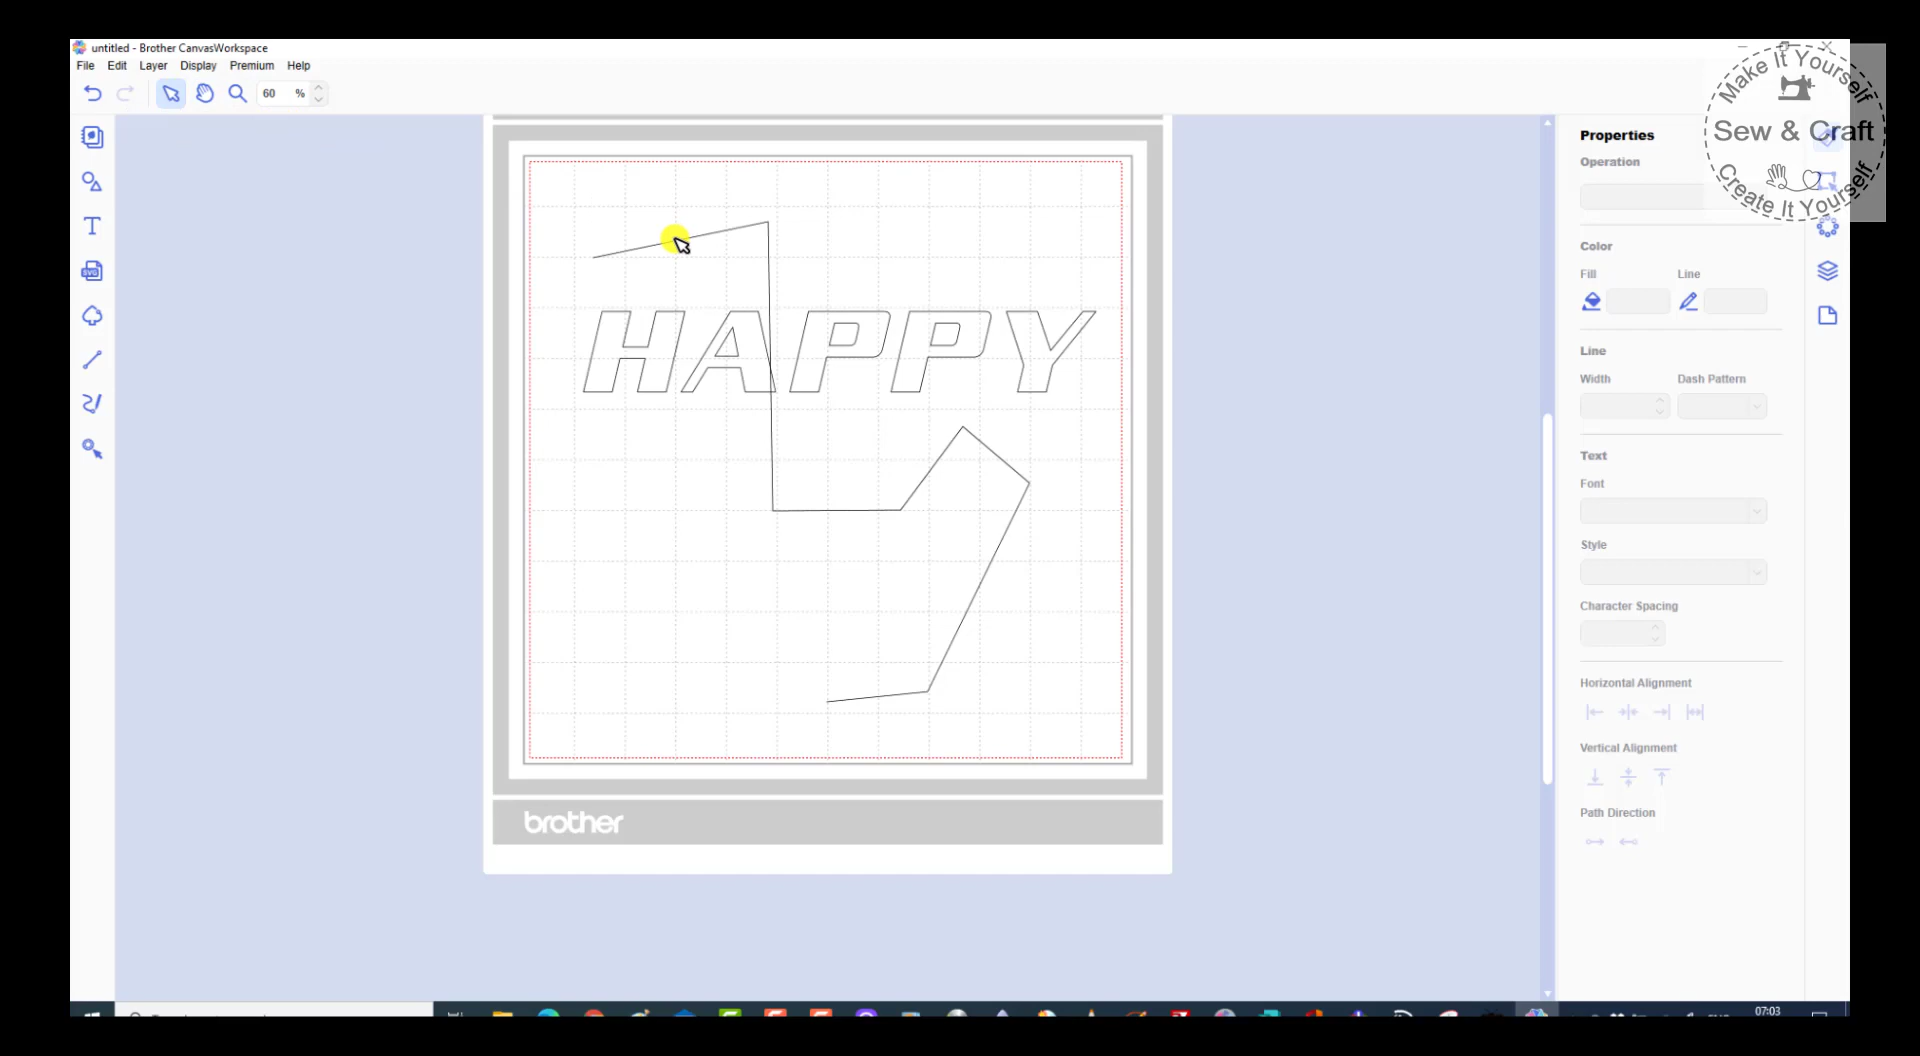 untitled - Brother CanvasWorkspace
File Edit Layer Display Premium Help
60 %
Make It Yourself
Sew & Craft
Create It Yourself
SVG
HAPPY
brother
Properties
Operation
Color
Fill Line
Line
Width Dash Pattern
Text
Font
Style
Character Spacing
Horizontal Alignment
Vertical Alignment
Path Direction
07:03